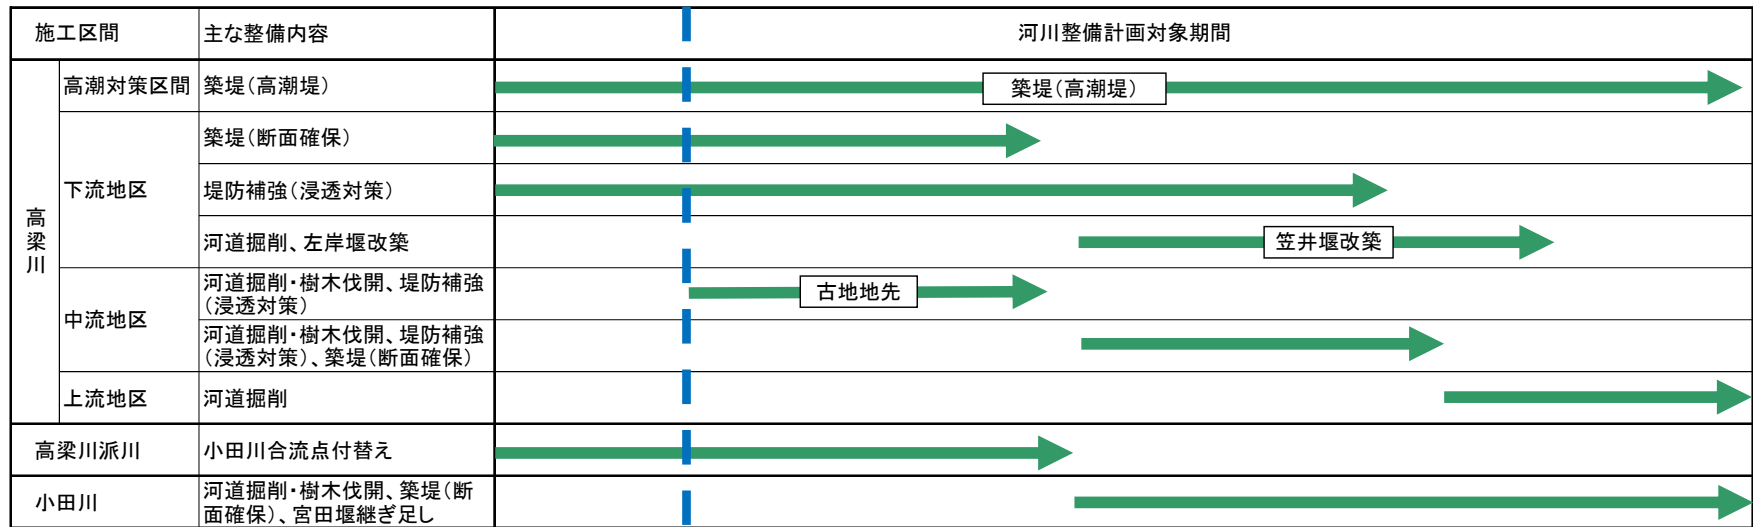 施工区間 主な整備内容 河川整備計画対象期間
高梁川
高潮対策区間 築堤(高潮堤) 築堤(高潮堤)
下流地区
築堤(断面確保)
堤防補強(浸透対策)
河道掘削、左岸堰改築 笠井堰改築
中流地区
河道掘削・樹木伐開、堤防補強
(浸透対策)
古地地先
河道掘削・樹木伐開、堤防補強
(浸透対策)、築堤(断面確保)
上流地区 河道掘削
高梁川派川 小田川合流点付替え
小田川
河道掘削・樹木伐開、築堤(断
面確保)、宮田堰継ぎ足し